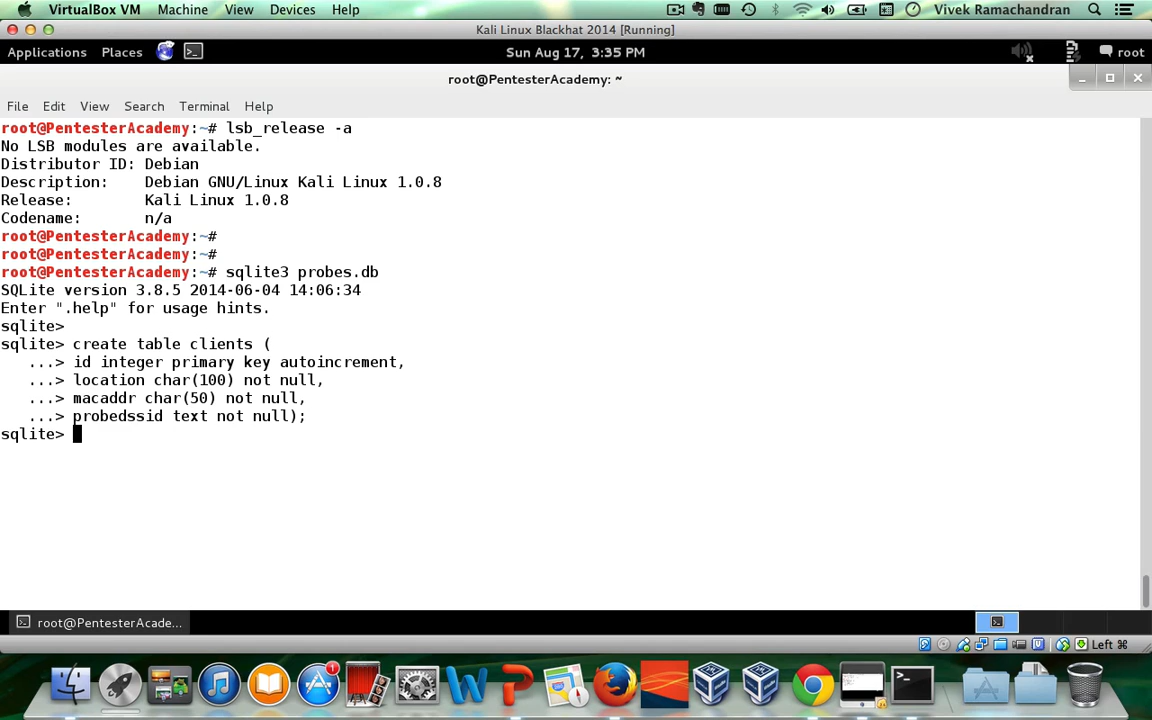 VirtualBox VM Machine View Devices Help Vivek Ramachandran
Kali Linux Blackhat 2014 [Running]
Applications Places Sun Aug 17, 3:35 PM root
root@PentesterAcademy: ~
File Edit View Search Terminal Help
root@PentesterAcademy:~# lsb_release -a
No LSB modules are available.
Distributor ID: Debian
Description:    Debian GNU/Linux Kali Linux 1.0.8
Release:        Kali Linux 1.0.8
Codename:       n/a
root@PentesterAcademy:~#
root@PentesterAcademy:~#
root@PentesterAcademy:~# sqlite3 probes.db
SQLite version 3.8.5 2014-06-04 14:06:34
Enter ".help" for usage hints.
sqlite>
sqlite> create table clients (
   ...> id integer primary key autoincrement,
   ...> location char(100) not null,
   ...> macaddr char(50) not null,
   ...> probedssid text not null);
sqlite>
root@PentesterAcade...
Left ⌘
1